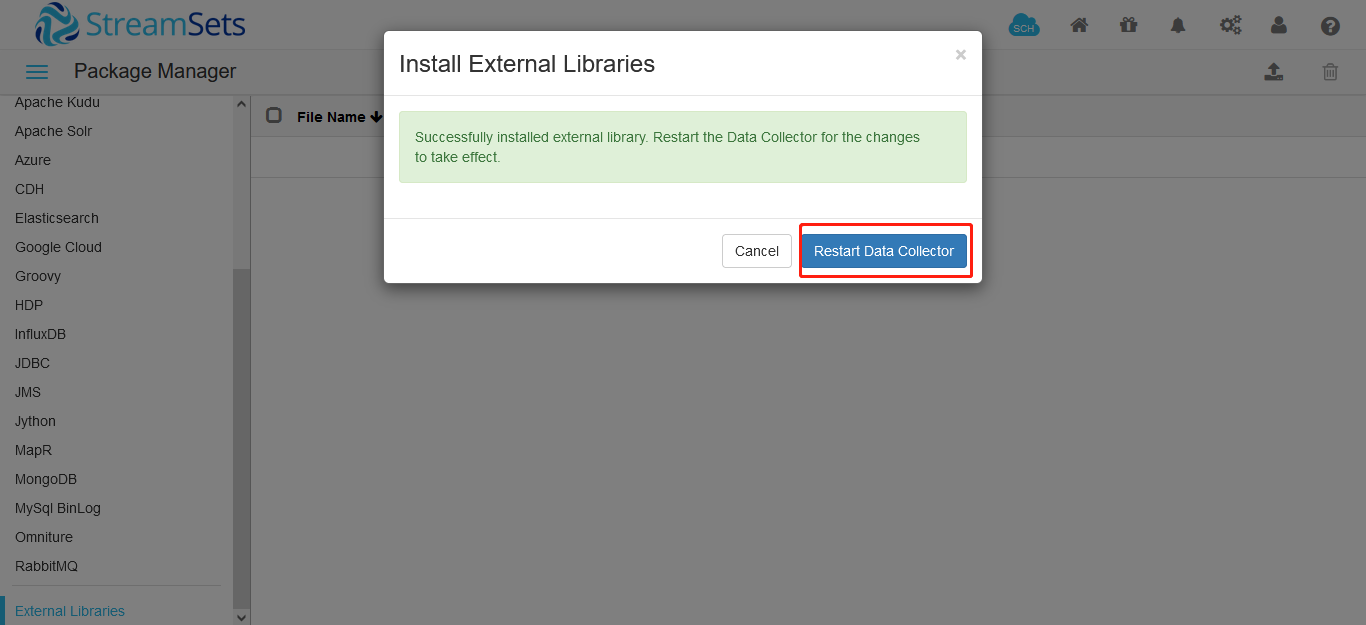 StreamSets
SCH
Package Manager
Install External Libraries
×
Successfully installed external library. Restart the Data Collector for the changes
to take effect.
Cancel
Restart Data Collector
File Name
Apache Kudu
Apache Solr
Azure
CDH
Elasticsearch
Google Cloud
Groovy
HDP
InfluxDB
JDBC
JMS
Jython
MapR
MongoDB
MySql BinLog
Omniture
RabbitMQ
External Libraries